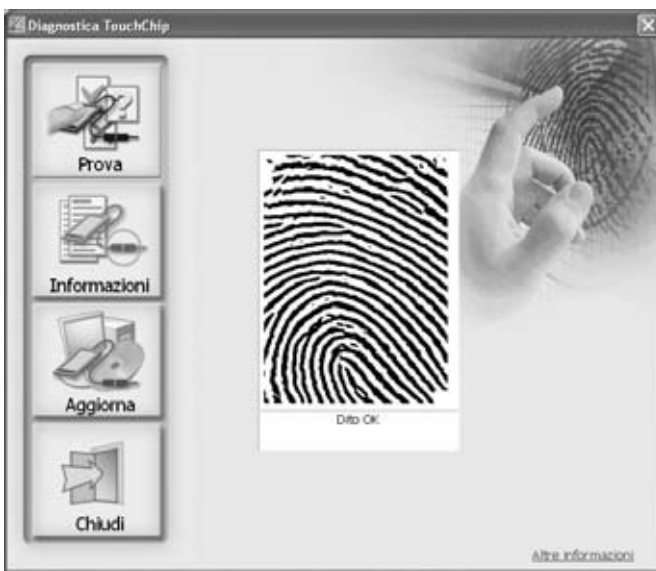 Diagnostica TouchChip
Prova
Informazioni
Aggiorna
Chiudi
Dito OK
Altre informazioni